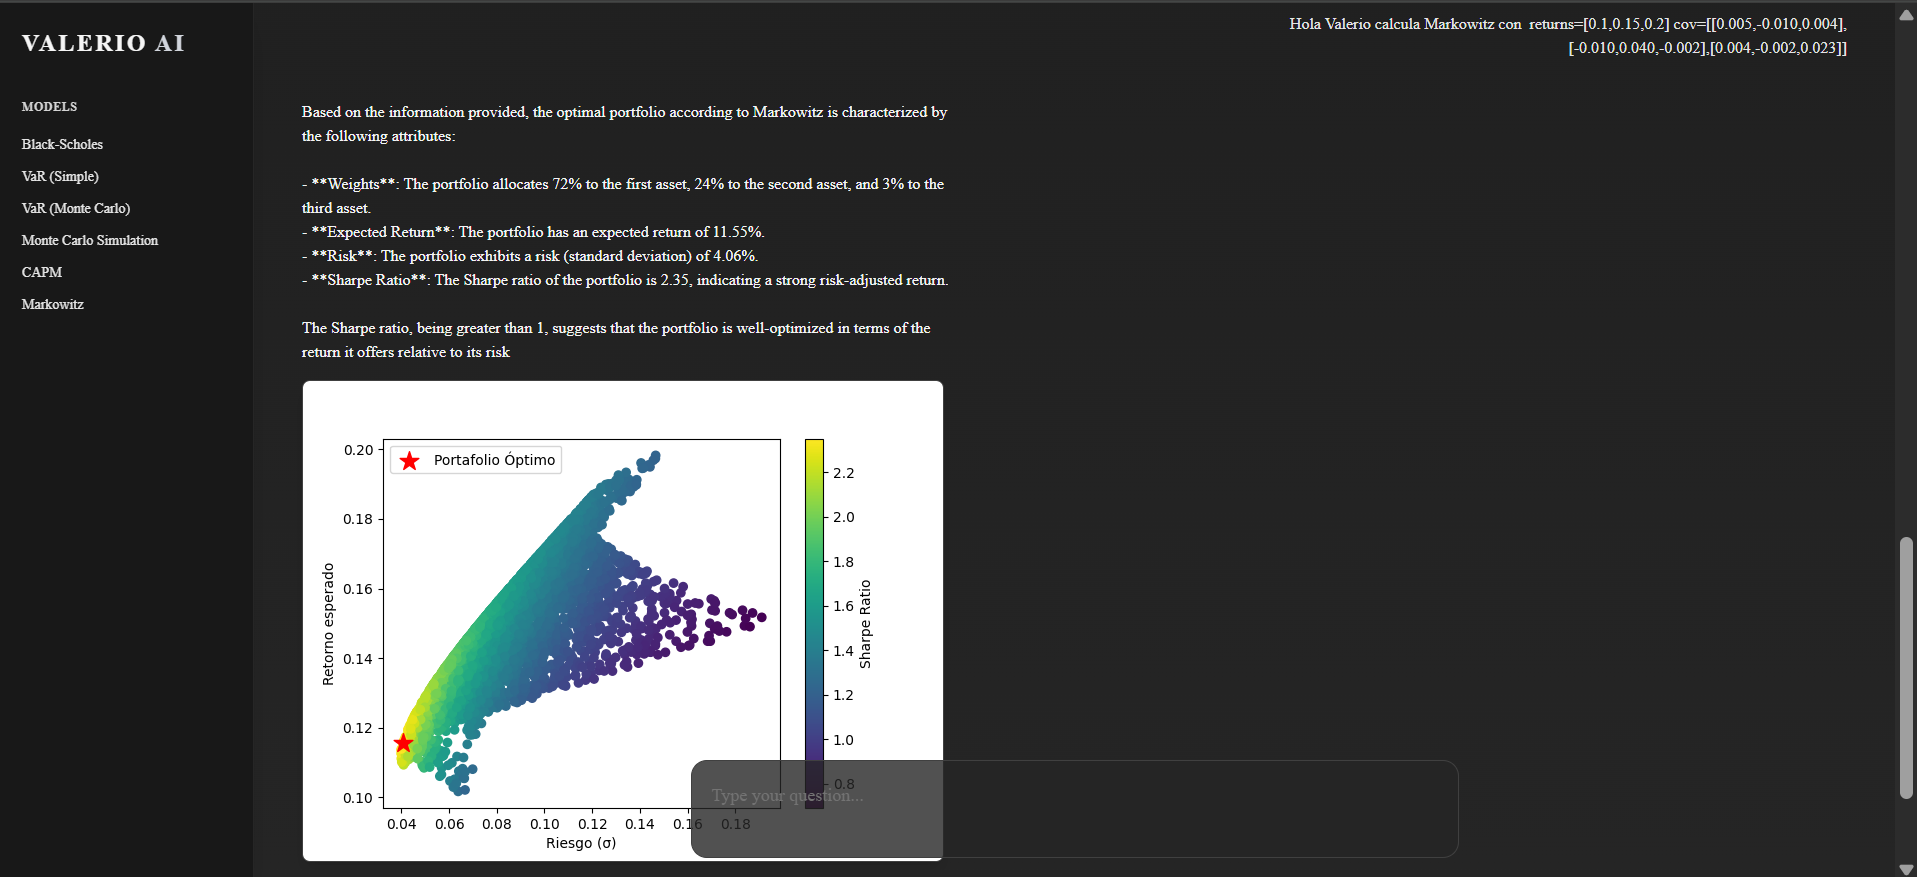 VALERIO AI
MODELS
Black-Scholes
VaR (Simple)
VaR (Monte Carlo)
Monte Carlo Simulation
CAPM
Markowitz
Hola Valerio calcula Markowitz con returns=[0.1,0.15,0.2] cov=[[0.005,-0.010,0.004],
[-0.010,0.040,-0.002],[0.004,-0.002,0.023]]
Based on the information provided, the optimal portfolio according to Markowitz is characterized by
the following attributes:
- **Weights**: The portfolio allocates 72% to the first asset, 24% to the second asset, and 3% to the
third asset.
- **Expected Return**: The portfolio has an expected return of 11.55%.
- **Risk**: The portfolio exhibits a risk (standard deviation) of 4.06%.
- **Sharpe Ratio**: The Sharpe ratio of the portfolio is 2.35, indicating a strong risk-adjusted return.
The Sharpe ratio, being greater than 1, suggests that the portfolio is well-optimized in terms of the
return it offers relative to its risk
Portafolio Óptimo
Retorno esperado
0.20
0.18
0.16
0.14
0.12
0.10
0.04 0.06 0.08 0.10 0.12 0.14 0.16 0.18
Riesgo (σ)
2.2
2.0
1.8
1.6
1.4
1.2
1.0
0.8
Sharpe Ratio
Type your question...